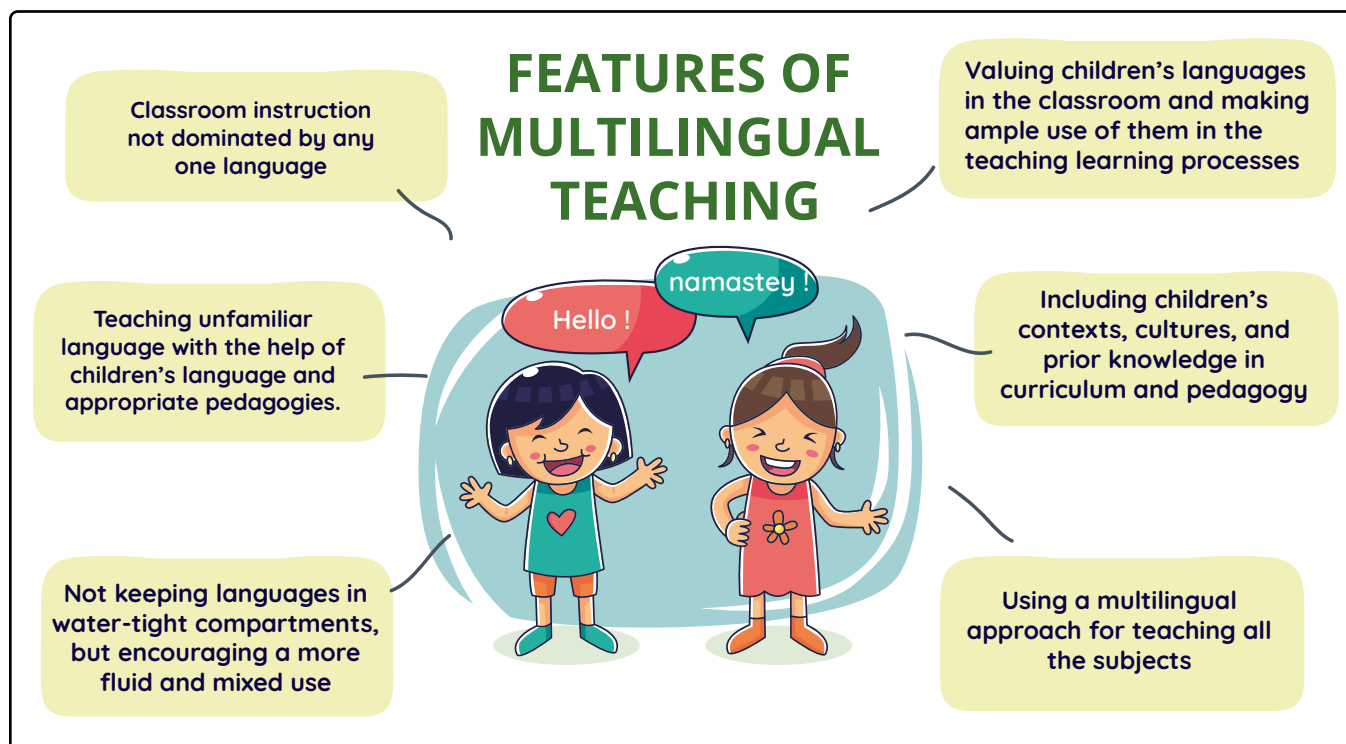 FEATURES OF
MULTILINGUAL
TEACHING
Classroom instruction
not dominated by any
one language
Valuing children’s languages
in the classroom and making
ample use of them in the
teaching learning processes
Teaching unfamiliar
language with the help of
children’s language and
appropriate pedagogies.
Hello !
namastey !
Including children’s
contexts, cultures, and
prior knowledge in
curriculum and pedagogy
Not keeping languages in
water-tight compartments,
but encouraging a more
fluid and mixed use
Using a multilingual
approach for teaching all
the subjects